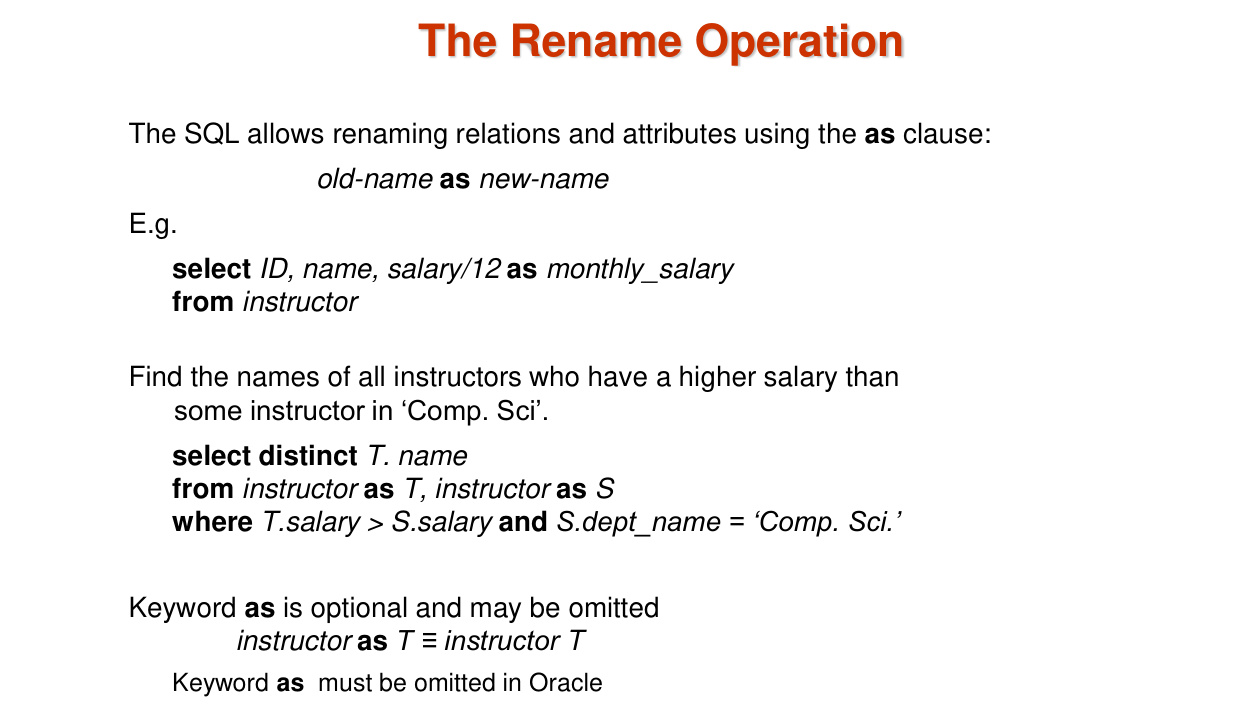 The Rename Operation
The SQL allows renaming relations and attributes using the as clause:
old-name as new-name
E.g.
select ID, name, salary/12 as monthly_salary
from instructor
Find the names of all instructors who have a higher salary than
some instructor in ‘Comp. Sci’.
select distinct T. name
from instructor as T, instructor as S
where T.salary > S.salary and S.dept_name = ‘Comp. Sci.’
Keyword as is optional and may be omitted
instructor as T ≡ instructor T
Keyword as must be omitted in Oracle